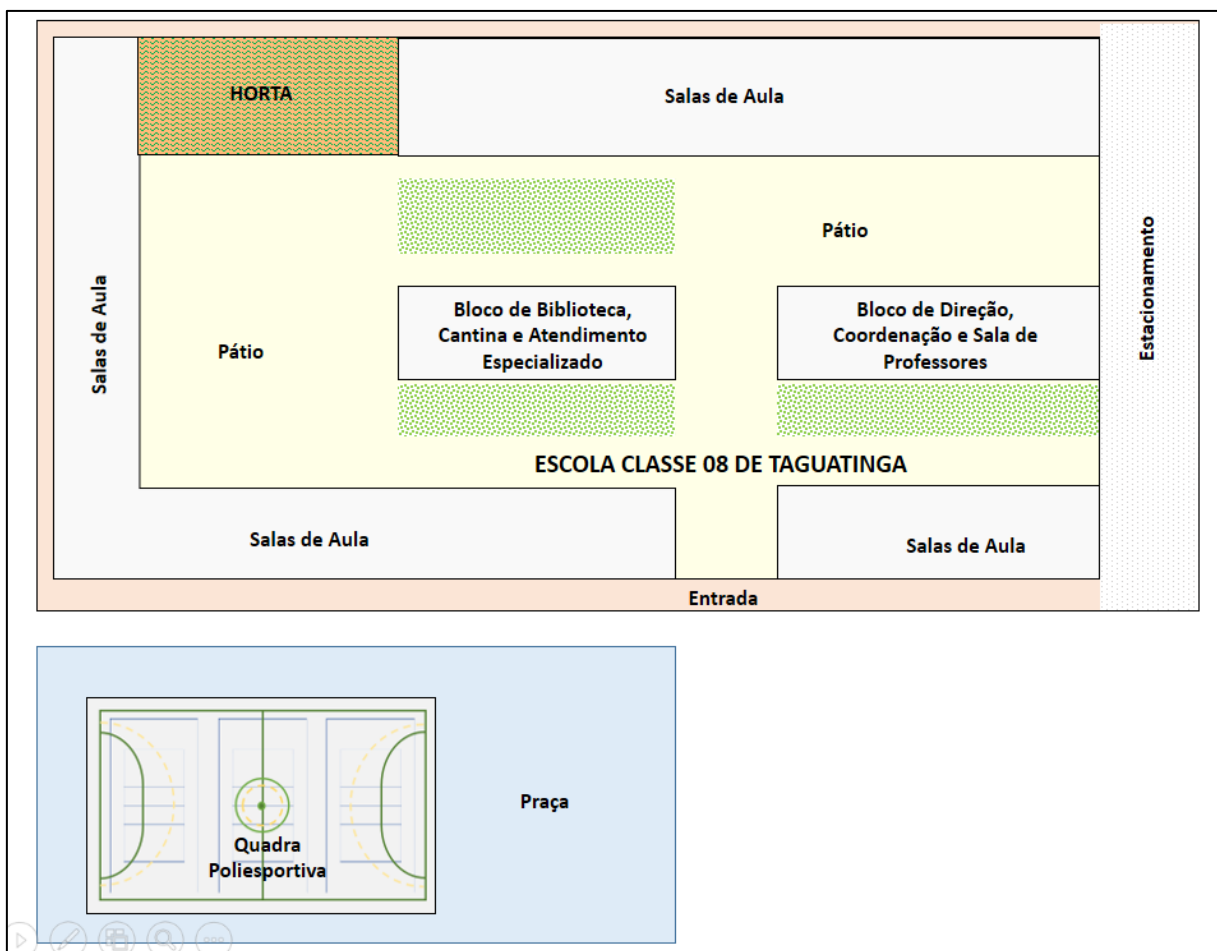 HORTA
Salas de Aula
Pátio
Estacionamento
Salas de Aula
Pátio
Bloco de Biblioteca,
Cantina e Atendimento
Especializado
Bloco de Direção,
Coordenação e Sala de
Professores
ESCOLA CLASSE 08 DE TAGUATINGA
Salas de Aula
Salas de Aula
Entrada
Praça
Quadra
Poliesportiva